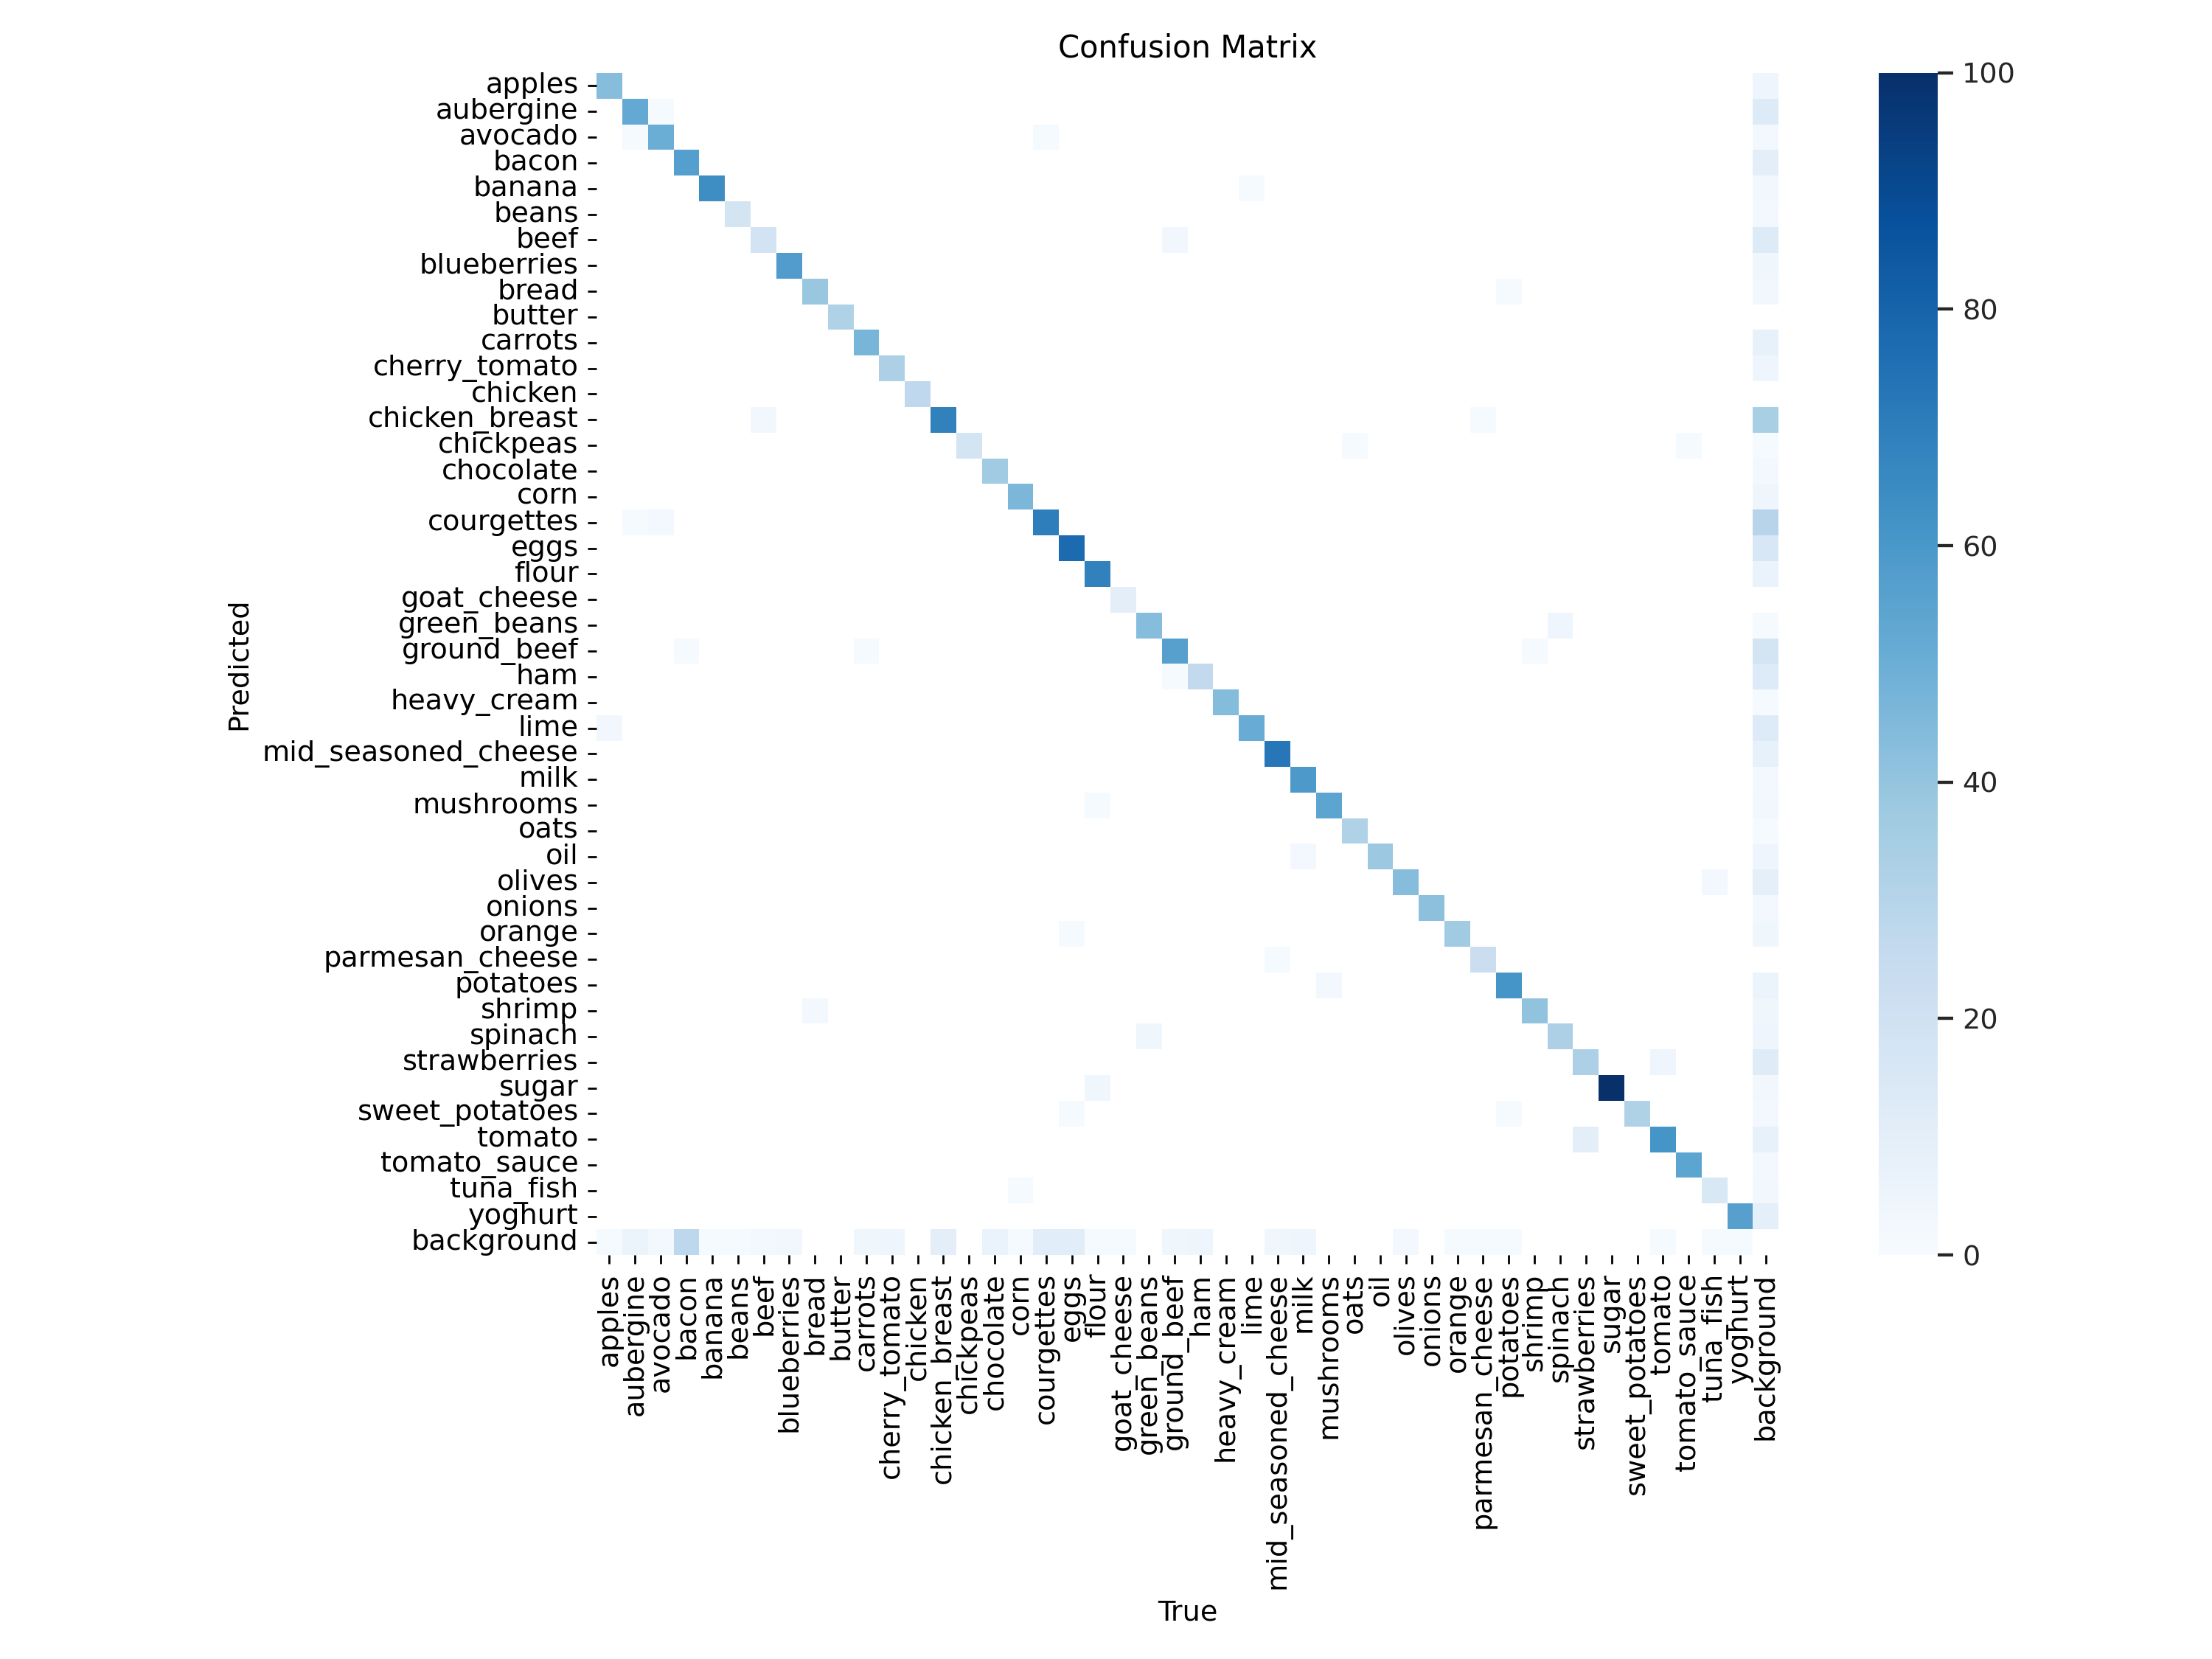 Confusion Matrix
Predicted
apples
aubergine
avocado
bacon
banana
beans
beef
blueberries
bread
butter
carrots
cherry_tomato
chicken
chicken_breast
chickpeas
chocolate
corn
courgettes
eggs
flour
goat_cheese
green_beans
ground_beef
ham
heavy_cream
lime
mid_seasoned_cheese
milk
mushrooms
oats
oil
olives
onions
orange
parmesan_cheese
potatoes
shrimp
spinach
strawberries
sugar
sweet_potatoes
tomato
tomato_sauce
tuna_fish
yoghurt
background
apples
aubergine
avocado
bacon
banana
beans
beef
blueberries
bread
butter
carrots
cherry_tomato
chicken
chicken_breast
chickpeas
chocolate
corn
courgettes
eggs
flour
goat_cheese
green_beans
ground_beef
ham
heavy_cream
lime
mid_seasoned_cheese
milk
mushrooms
oats
oil
olives
onions
orange
parmesan_cheese
potatoes
shrimp
spinach
strawberries
sugar
sweet_potatoes
tomato
tomato_sauce
tuna_fish
yoghurt
background
True
100
80
60
40
20
0